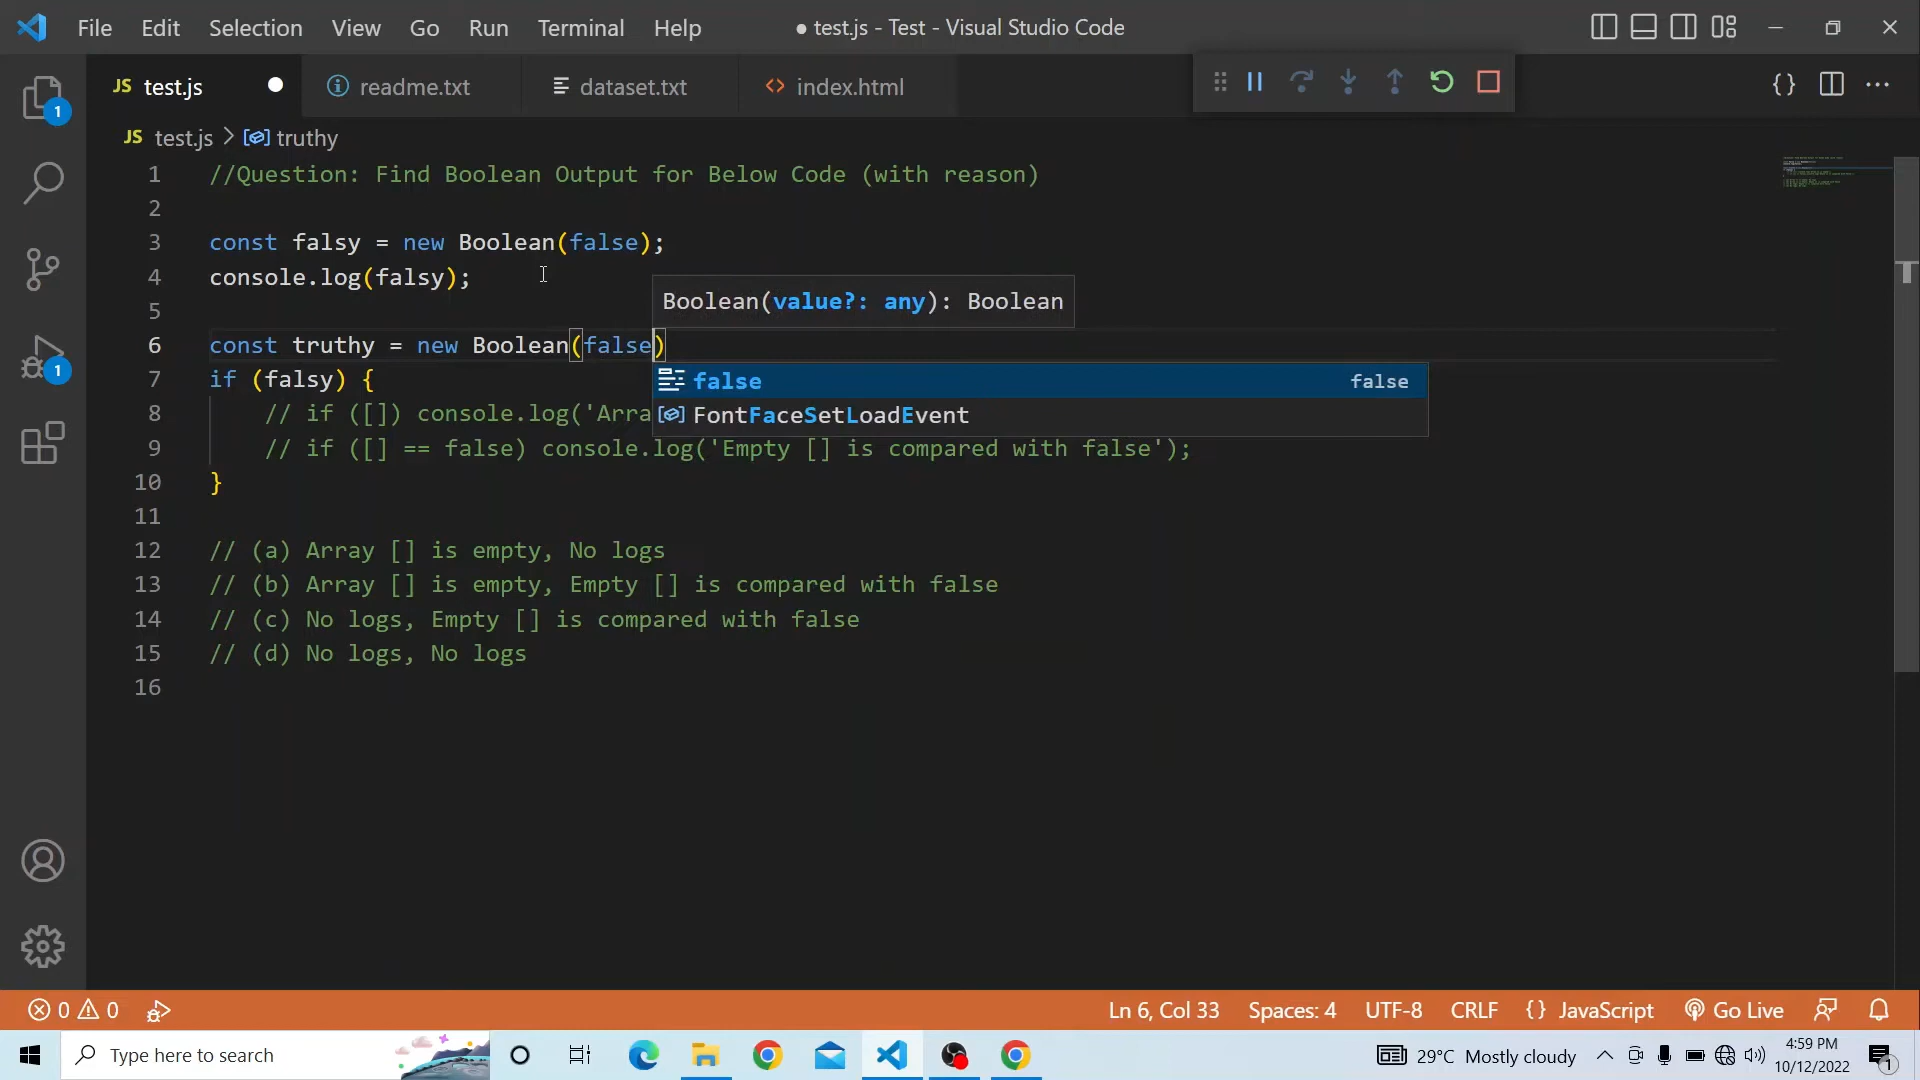 File Edit Selection View Go Run Terminal Help ● test.js - Test - Visual Studio Code
JS test.js readme.txt dataset.txt index.html
JS test.js > truthy
1 //Question: Find Boolean Output for Below Code (with reason)
2
3 const falsy = new Boolean(false);
4 console.log(falsy);
5
Boolean(value?: any): Boolean
6 const truthy = new Boolean(false)
7 if (falsy) {
false false
8 // if ([]) console.log('Arra
FontFaceSetLoadEvent
9 // if ([] == false) console.log('Empty [] is compared with false');
10 }
11
12 // (a) Array [] is empty, No logs
13 // (b) Array [] is empty, Empty [] is compared with false
14 // (c) No logs, Empty [] is compared with false
15 // (d) No logs, No logs
16
1
1
0 0 Ln 6, Col 33 Spaces: 4 UTF-8 CRLF {} JavaScript Go Live
Type here to search 29°C Mostly cloudy 4:59 PM
10/12/2022 1